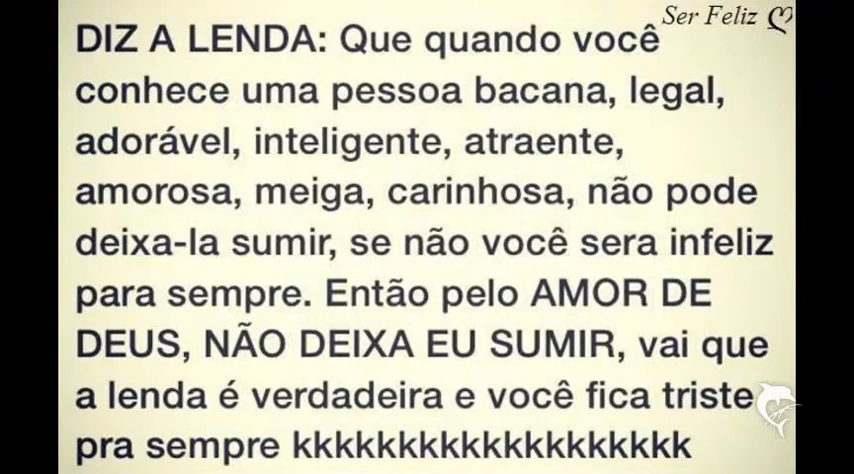 Ser Feliz ღ
DIZ A LENDA: Que quando você
conhece uma pessoa bacana, legal,
adorável, inteligente, atraente,
amorosa, meiga, carinhosa, não pode
deixa-la sumir, se não você sera infeliz
para sempre. Então pelo AMOR DE
DEUS, NÃO DEIXA EU SUMIR, vai que
a lenda é verdadeira e você fica triste
pra sempre kkkkkkkkkkkkkkkkkkk